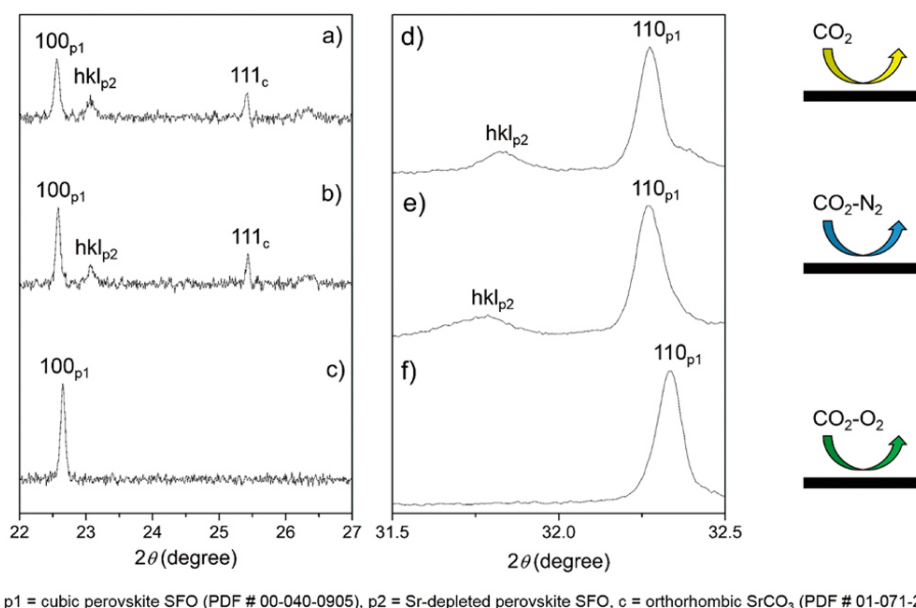 a)
100p1
hklp2
111c
b)
100p1
hklp2
111c
c)
100p1
22 23 24 25 26 27
2θ (degree)
d)
110p1
hklp2
e)
110p1
hklp2
f)
110p1
31.5 32.0 32.5
2θ (degree)
CO2
CO2-N2
CO2-O2
p1 = cubic perovskite SFO (PDF # 00-040-0905), p2 = Sr-depleted perovskite SFO, c = orthorhombic SrCO3 (PDF # 01-071-